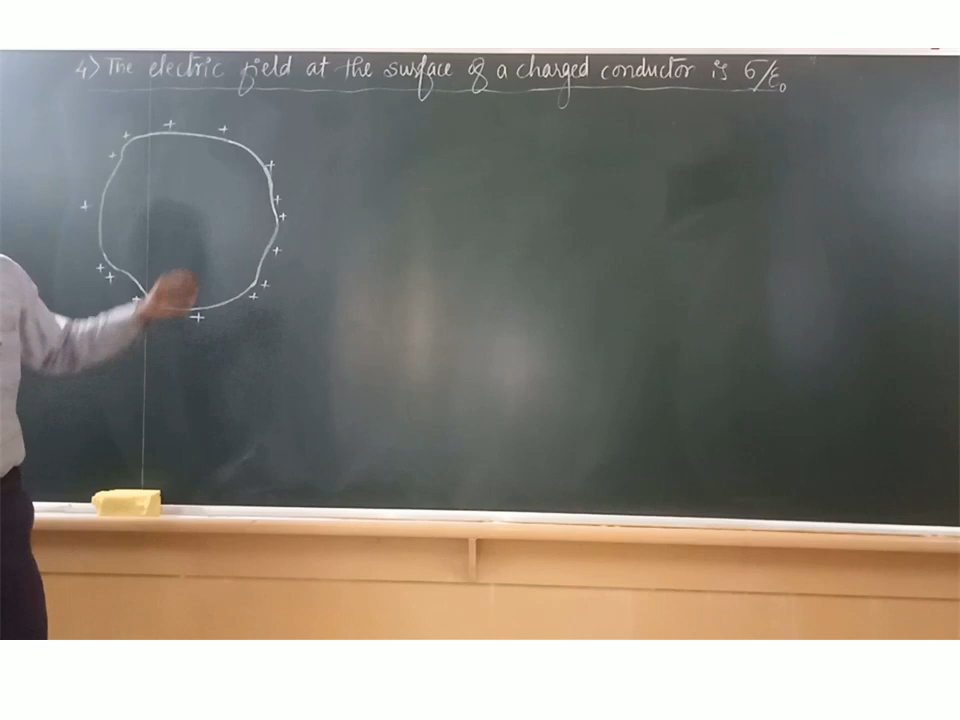 4) The electric field at the surface of a charged conductor is σ/ε₀
+ + + + + + + + + + + + + + + +